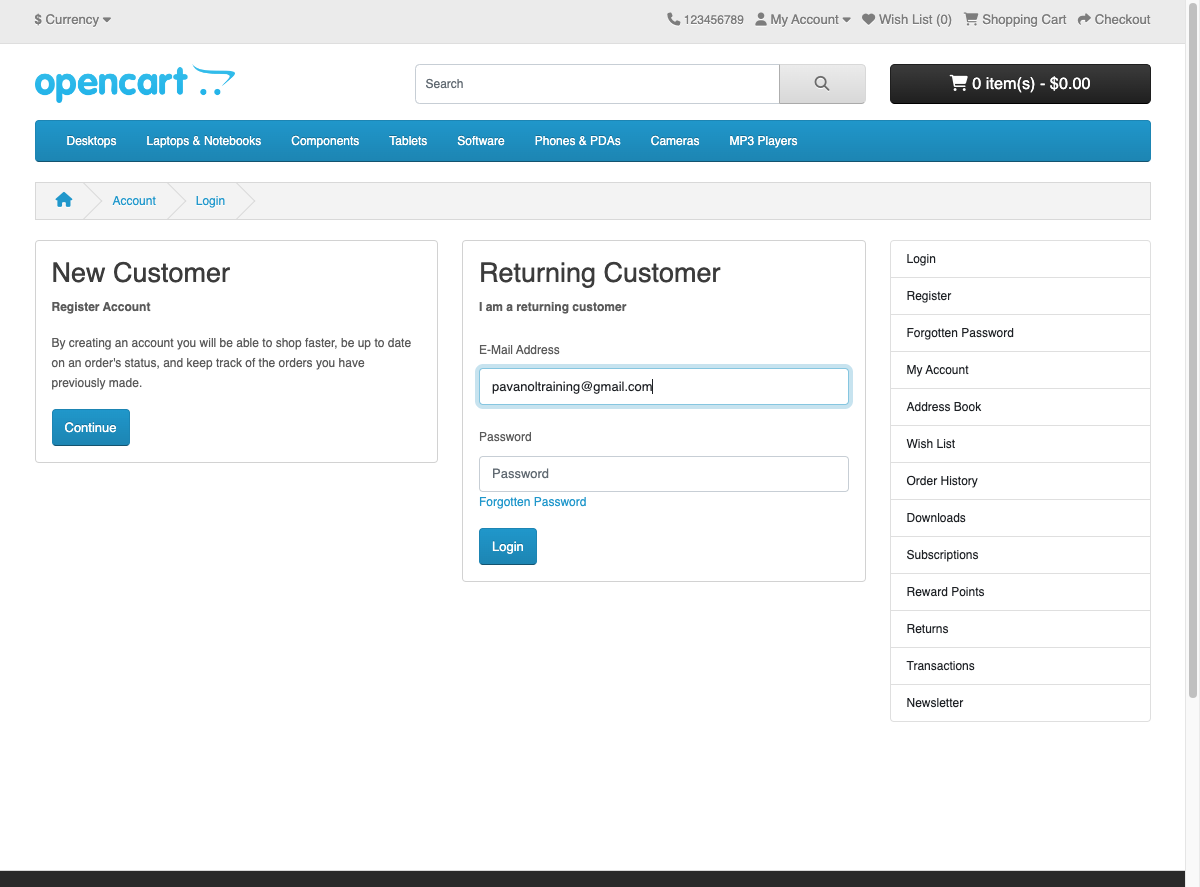 $ Currency
123456789 My Account Wish List (0) Shopping Cart Checkout
opencart
Search
0 item(s) - $0.00
Desktops Laptops & Notebooks Components Tablets Software Phones & PDAs Cameras MP3 Players
Account Login
New Customer
Register Account
By creating an account you will be able to shop faster, be up to date
on an order's status, and keep track of the orders you have
previously made.
Continue
Returning Customer
I am a returning customer
E-Mail Address
pavanoltraining@gmail.com
Password
Password
Forgotten Password
Login
Login
Register
Forgotten Password
My Account
Address Book
Wish List
Order History
Downloads
Subscriptions
Reward Points
Returns
Transactions
Newsletter